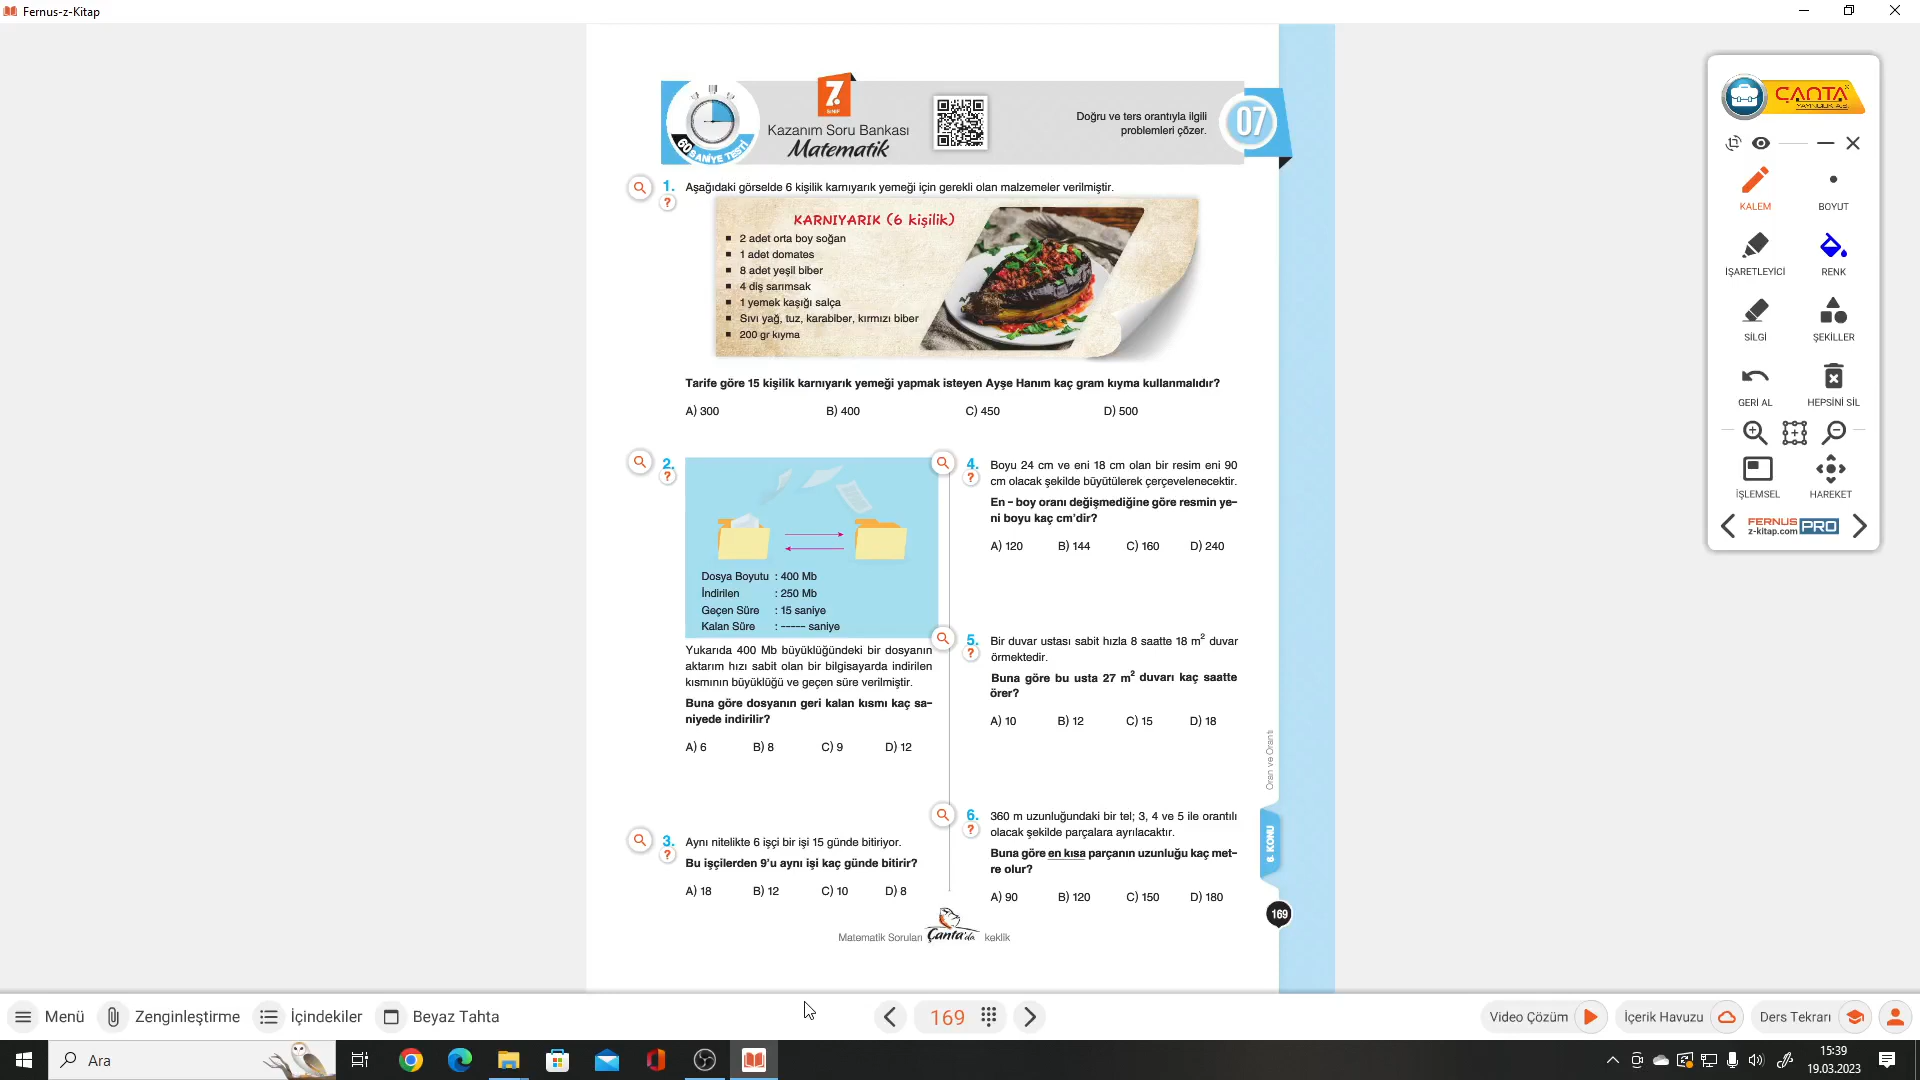 Fernus-z-Kitap
60 SANİYE TESTİ
7.
SINIF
Kazanım Soru Bankası
Matematik
Doğru ve ters orantıyla ilgili
problemleri çözer.
07
1. Aşağıdaki görselde 6 kişilik karnıyarık yemeği için gerekli olan malzemeler verilmiştir.
?
KARNIYARIK (6 kişilik)
2 adet orta boy soğan
1 adet domates
8 adet yeşil biber
4 diş sarımsak
1 yemek kaşığı salça
Sıvı yağ, tuz, karabiber, kırmızı biber
200 gr kıyma
Tarife göre 15 kişilik karnıyarık yemeği yapmak isteyen Ayşe Hanım kaç gram kıyma kullanmalıdır?
A) 300 B) 400 C) 450 D) 500
2.
?
Dosya Boyutu : 400 Mb
İndirilen : 250 Mb
Geçen Süre : 15 saniye
Kalan Süre : ––––– saniye
Yukarıda 400 Mb büyüklüğündeki bir dosyanın
aktarım hızı sabit olan bir bilgisayarda indirilen
kısmının büyüklüğü ve geçen süre verilmiştir.
Buna göre dosyanın geri kalan kısmı kaç sa–
niyede indirilir?
A) 6 B) 8 C) 9 D) 12
3. Aynı nitelikte 6 işçi bir işi 15 günde bitiriyor.
?
Bu işçilerden 9'u aynı işi kaç günde bitirir?
A) 18 B) 12 C) 10 D) 8
4. Boyu 24 cm ve eni 18 cm olan bir resim eni 90
? cm olacak şekilde büyütülerek çerçevelenecektir.
En – boy oranı değişmediğine göre resmin ye–
ni boyu kaç cm'dir?
A) 120 B) 144 C) 160 D) 240
5. Bir duvar ustası sabit hızla 8 saatte 18 m² duvar
? örmektedir.
Buna göre bu usta 27 m² duvarı kaç saatte
örer?
A) 10 B) 12 C) 15 D) 18
6. 360 m uzunluğundaki bir tel; 3, 4 ve 5 ile orantılı
? olacak şekilde parçalara ayrılacaktır.
Buna göre en kısa parçanın uzunluğu kaç met–
re olur?
A) 90 B) 120 C) 150 D) 180
Oran ve Orantı
6. KONU
169
Matematik Soruları Çanta'da keklik
ÇANTA
YAYINCILIK A.Ş.
KALEM BOYUT
İŞARETLEYİCİ RENK
SİLGİ ŞEKİLLER
GERİ AL HEPSİNİ SİL
İŞLEMSEL HAREKET
FERNUS PRO
z-kitap.com
Menü Zenginleştirme İçindekiler Beyaz Tahta
169
Video Çözüm İçerik Havuzu Ders Tekrarı
Ara
15:39
19.03.2023